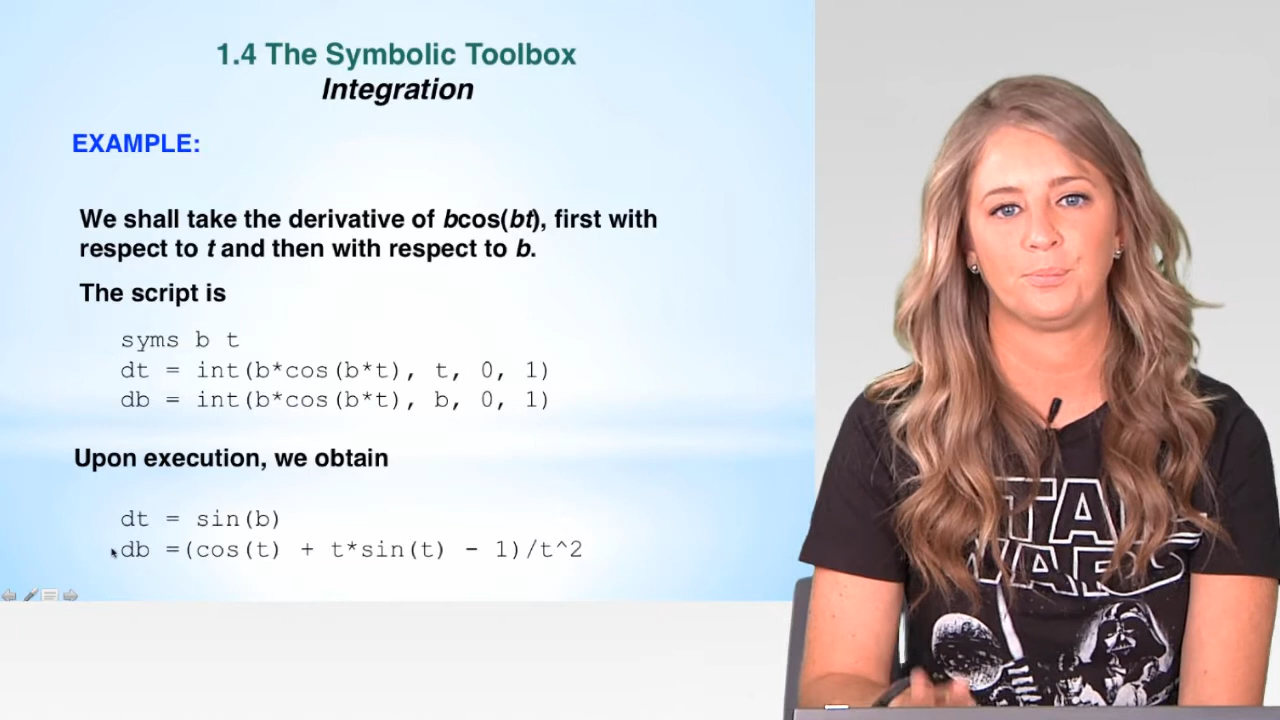 1.4 The Symbolic Toolbox
Integration
EXAMPLE:
We shall take the derivative of bcos(bt), first with
respect to t and then with respect to b.
The script is
syms b t
dt = int(b*cos(b*t), t, 0, 1)
db = int(b*cos(b*t), b, 0, 1)
Upon execution, we obtain
dt = sin(b)
db =(cos(t) + t*sin(t) - 1)/t^2
STAR
WARS